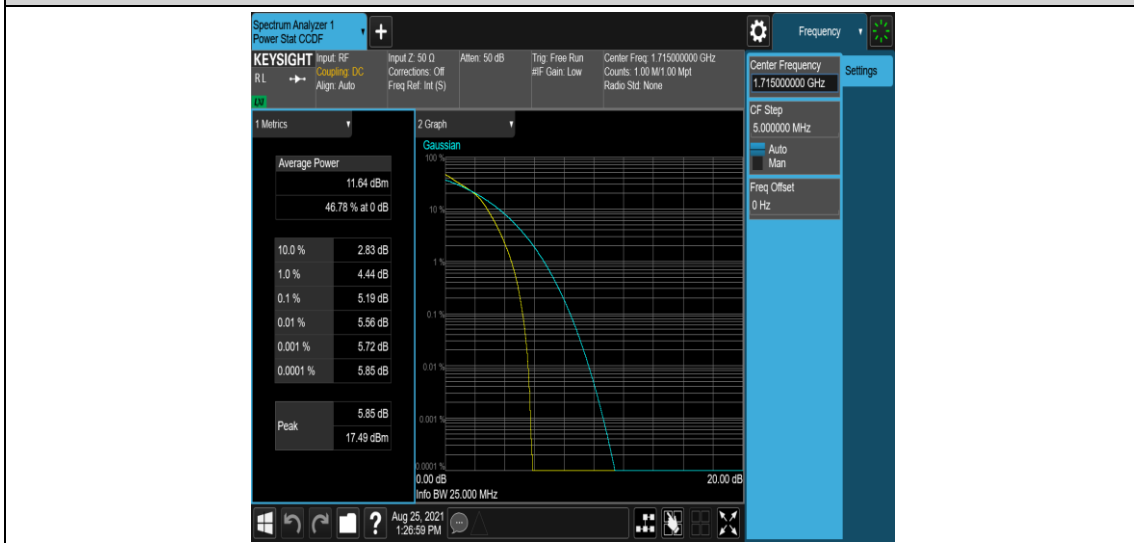 Spectrum Analyzer 1
Power Stat CCDF
Frequency
KEYSIGHT
RL
Input: RF
Coupling: DC
Align: Auto
Input Z: 50 Ω
Corrections: Off
Freq Ref: Int (S)
Atten: 50 dB
Trig: Free Run
#IF Gain: Low
Center Freq: 1.715000000 GHz
Counts: 1.00 M/1.00 Mpt
Radio Std: None
Center Frequency
1.715000000 GHz
Settings
CF Step
5.000000 MHz
Auto
Man
Freq Offset
0 Hz
1 Metrics
Average Power
11.64 dBm
46.78 % at 0 dB
10.0 % 2.83 dB
1.0 % 4.44 dB
0.1 % 5.19 dB
0.01 % 5.56 dB
0.001 % 5.72 dB
0.0001 % 5.85 dB
Peak
5.85 dB
17.49 dBm
2 Graph
Gaussian
100 %
10 %
1 %
0.1 %
0.01 %
0.001 %
0.0001 %
0.00 dB 20.00 dB
Info BW 25.000 MHz
Aug 25, 2021
1:26:59 PM